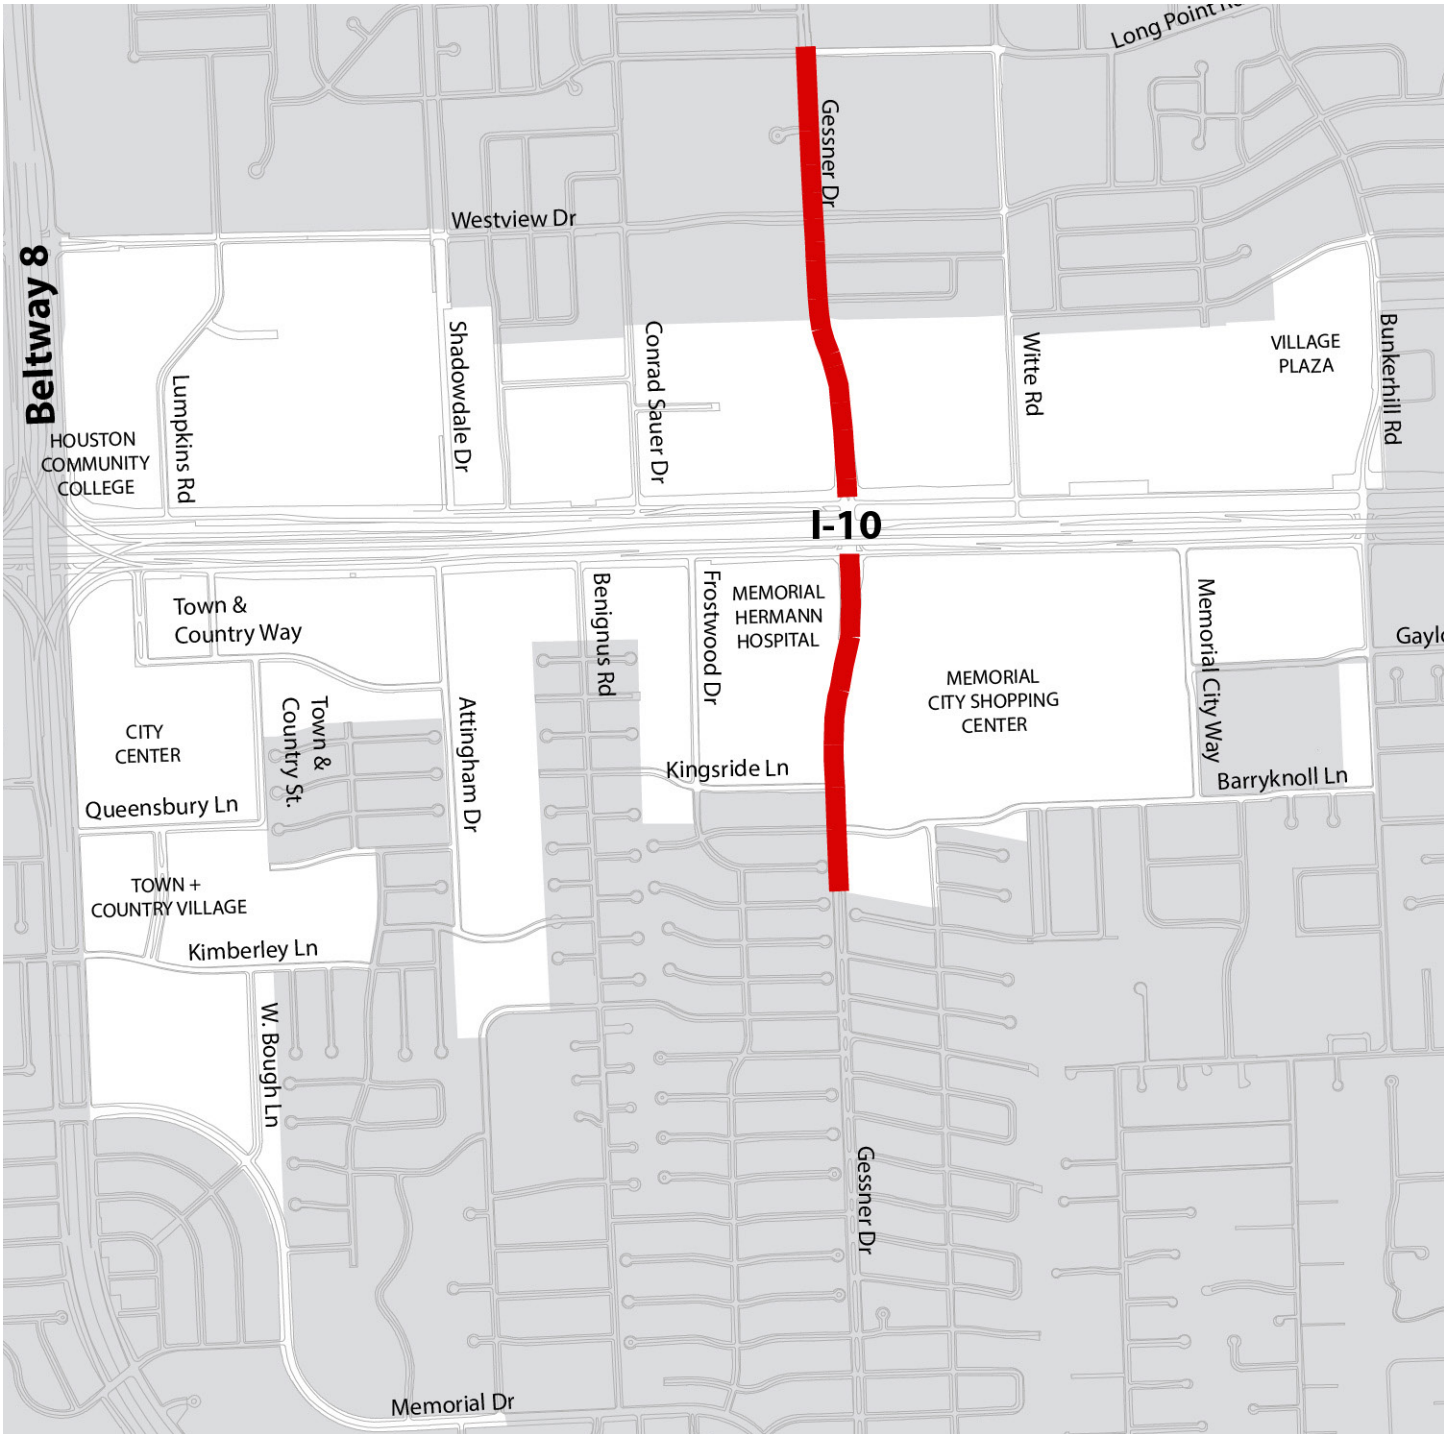 Long Point
Gessner Dr
Westview Dr
Beltway 8
Shadowdale Dr
Conrad Sauer Dr
Witte Rd
VILLAGE
PLAZA
Bunkerhill Rd
Lumpkins Rd
HOUSTON
COMMUNITY
COLLEGE
I-10
Town &
Country Way
Benignus Rd
Frostwood Dr
MEMORIAL
HERMANN
HOSPITAL
Memorial City Way
MEMORIAL
CITY SHOPPING
CENTER
Town &
Country St.
Attingham Dr
CITY
CENTER
Kingsride Ln
Barryknoll Ln
Queensbury Ln
TOWN +
COUNTRY VILLAGE
Kimberley Ln
W. Bough Ln
Gessner Dr
Memorial Dr